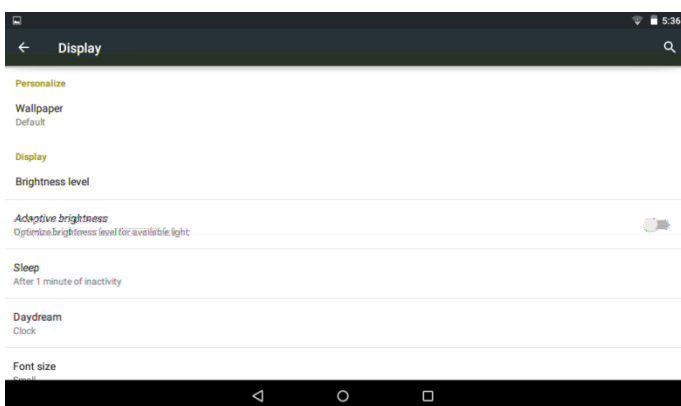 5:36
Display
Personalize
Wallpaper
Default
Display
Brightness level
Adaptive brightness
Optimize brightness level for available light
Sleep
After 1 minute of inactivity
Daydream
Clock
Font size
Small